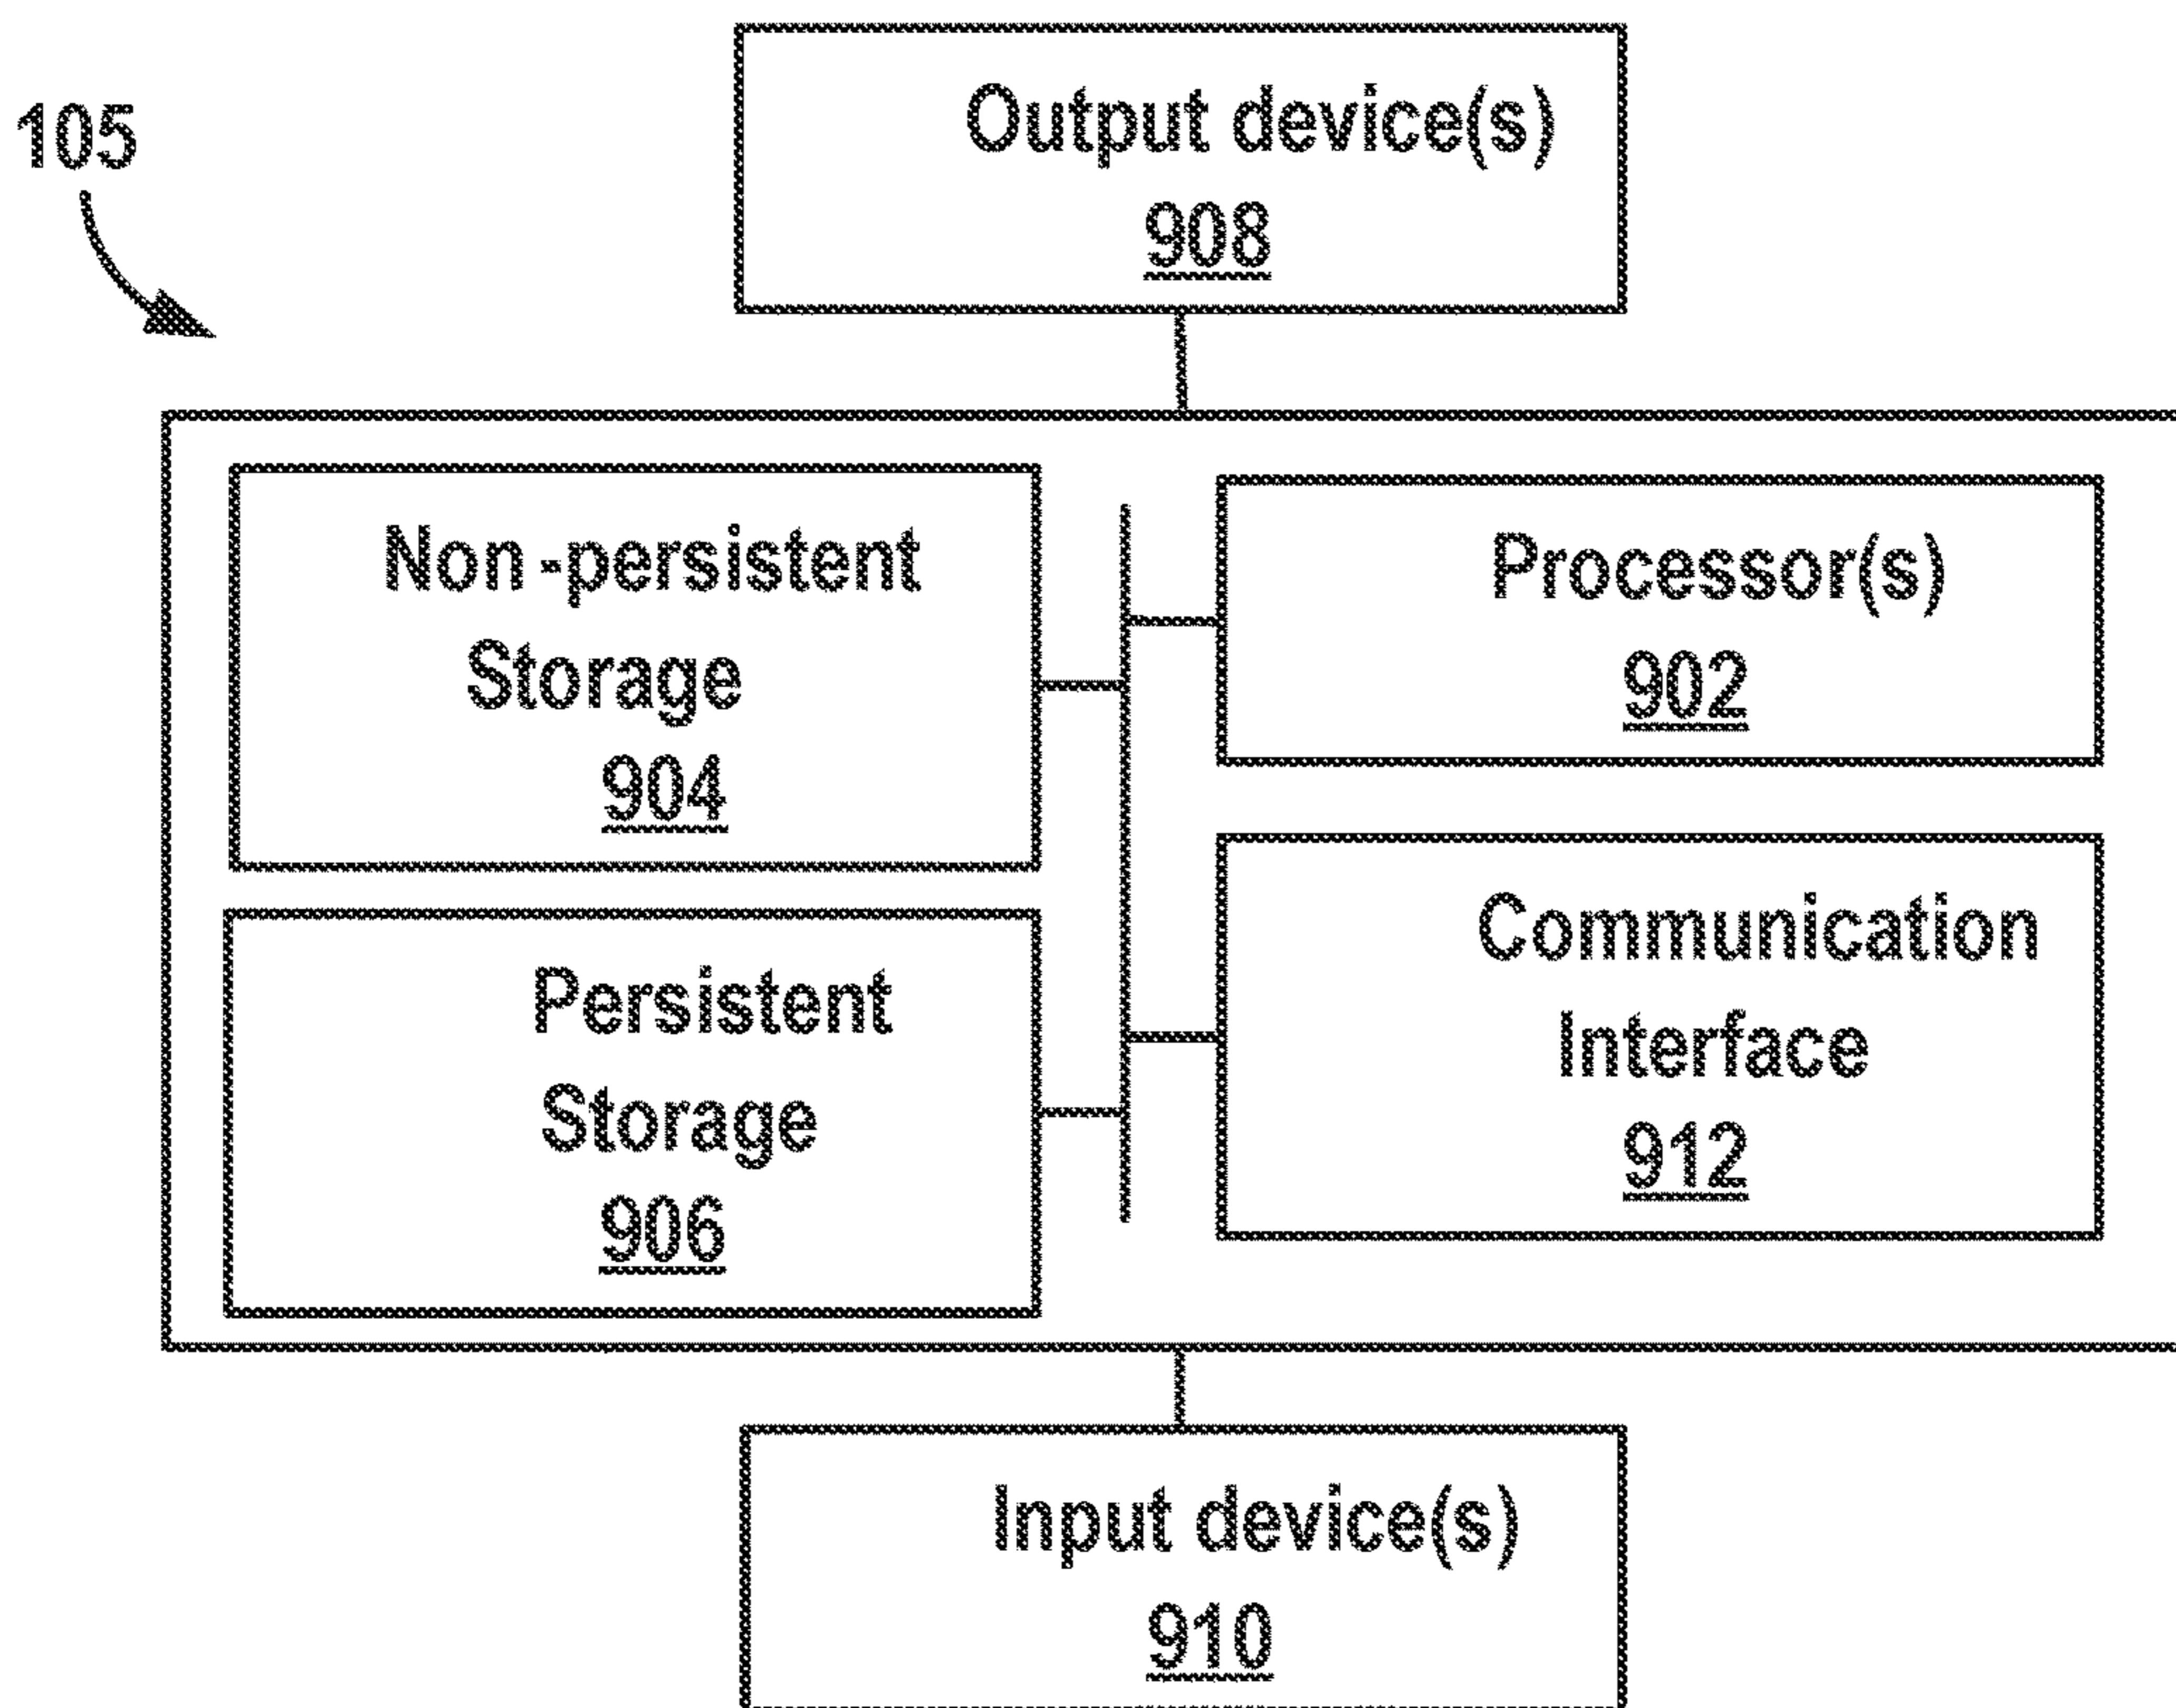 105
Output device(s)
908
Non-persistent
Storage
904
Processor(s)
902
Persistent
Storage
906
Communication
Interface
912
Input device(s)
910